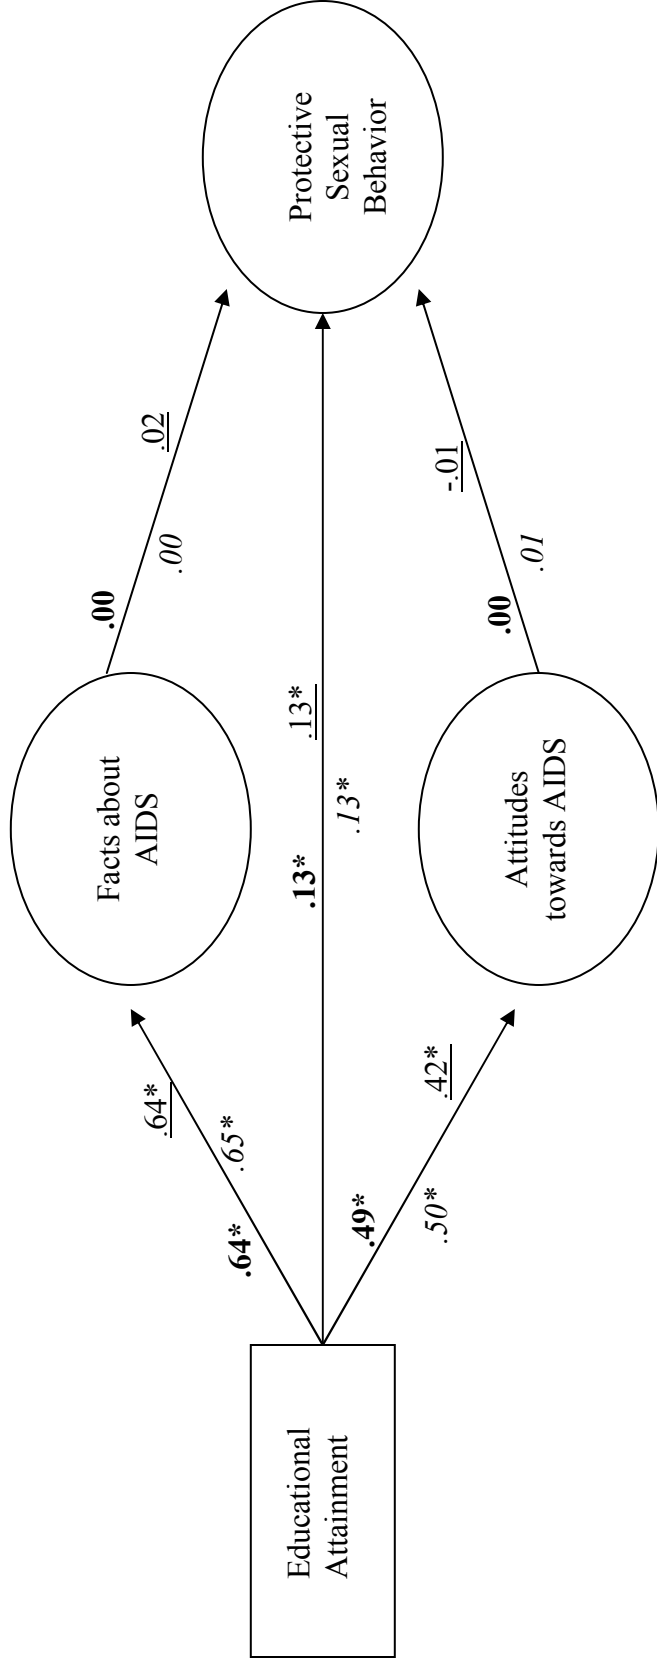 Educational
Attainment
.64*
.64*
.65*
.13*
.13*
.13*
.49*
.42*
.50*
Facts about
AIDS
Attitudes
towards AIDS
.00
.02
.00
.00
-.01
.01
Protective
Sexual
Behavior